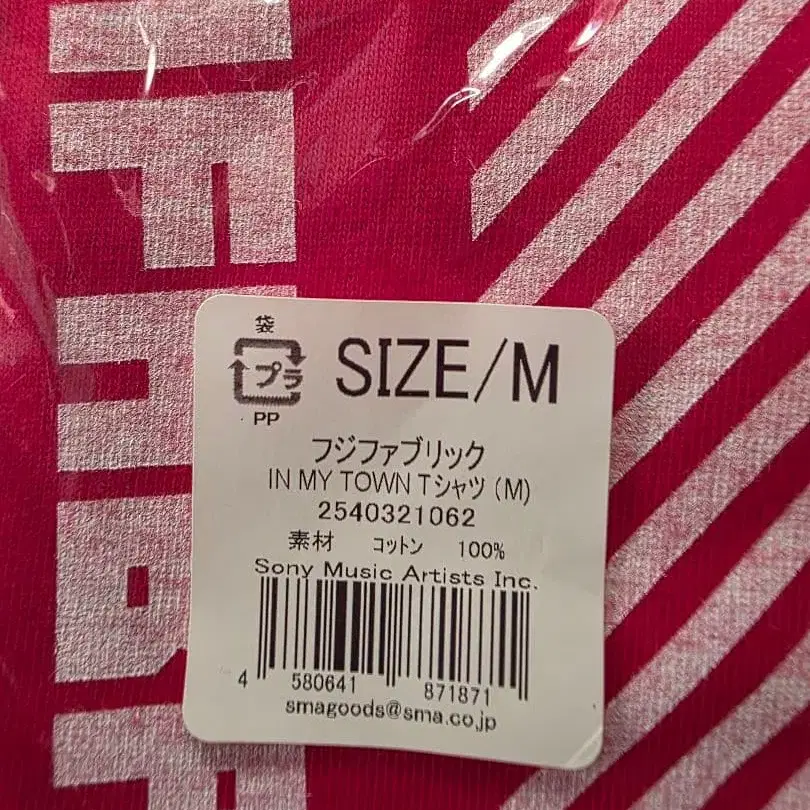 袋
プラ
PP
SIZE/M
フジファブリック
IN MY TOWN Tシャツ (M)
2540321062
素材 コットン 100%
Sony Music Artists Inc.
4 580641 871871
smagoods@sma.co.jp